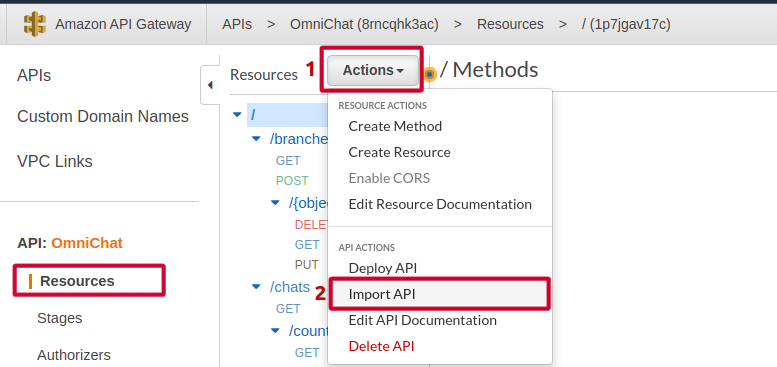 Amazon API Gateway APIs > OmniChat (8rncqhk3ac) > Resources > / (1p7jgav17c)
APIs
Custom Domain Names
VPC Links
API: OmniChat
Resources
Stages
Authorizers
Resources 1 Actions / Methods
/
/branche
GET
POST
/{objec
DELET
GET
PUT
/chats
GET
/count
GET
RESOURCE ACTIONS
Create Method
Create Resource
Enable CORS
Edit Resource Documentation
API ACTIONS
Deploy API
2 Import API
Edit API Documentation
Delete API